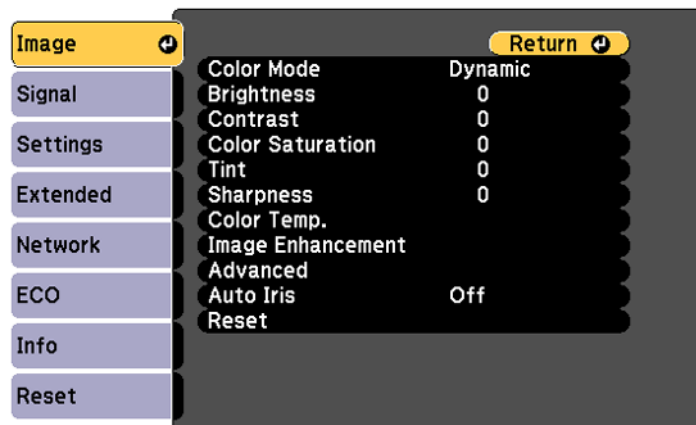 Image
Signal
Settings
Extended
Network
ECO
Info
Reset
Return
Color Mode Dynamic
Brightness 0
Contrast 0
Color Saturation 0
Tint 0
Sharpness 0
Color Temp.
Image Enhancement
Advanced
Auto Iris Off
Reset